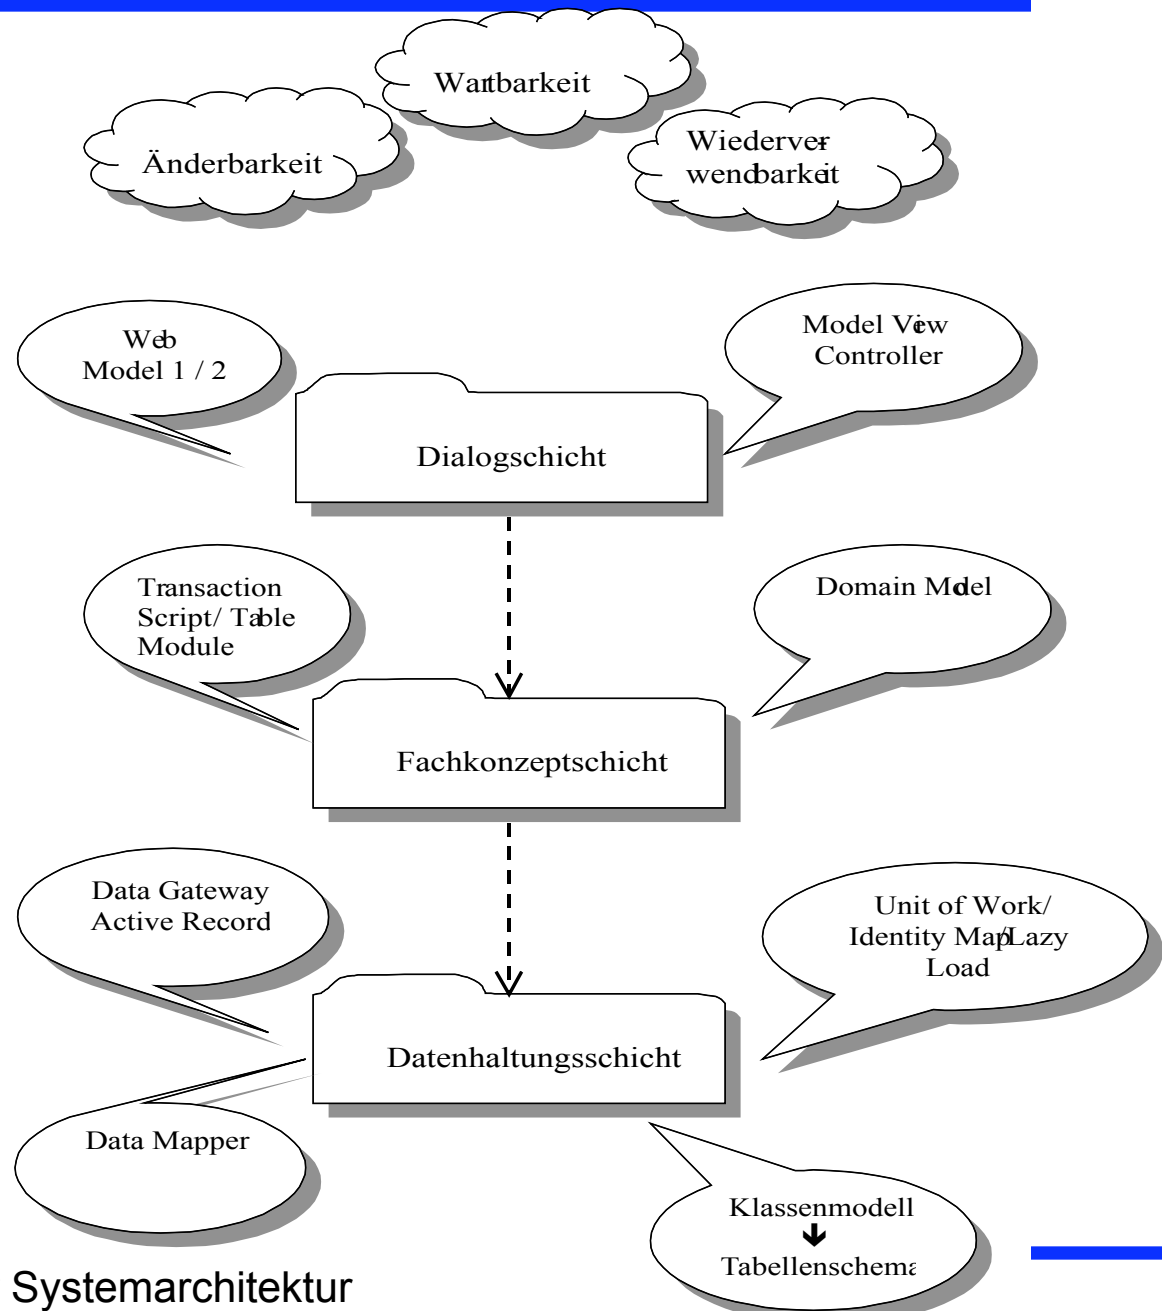 Wartbarkeit
Änderbarkeit
Wiederver-
wendbarkeit
Web
Model 1 / 2
Model View
Controller
Dialogschicht
Transaction
Script/ Table
Module
Domain Model
Fachkonzeptschicht
Data Gateway
Active Record
Unit of Work/
Identity Map/Lazy
Load
Datenhaltungsschicht
Data Mapper
Klassenmodell
Tabellenschema
Systemarchitektur